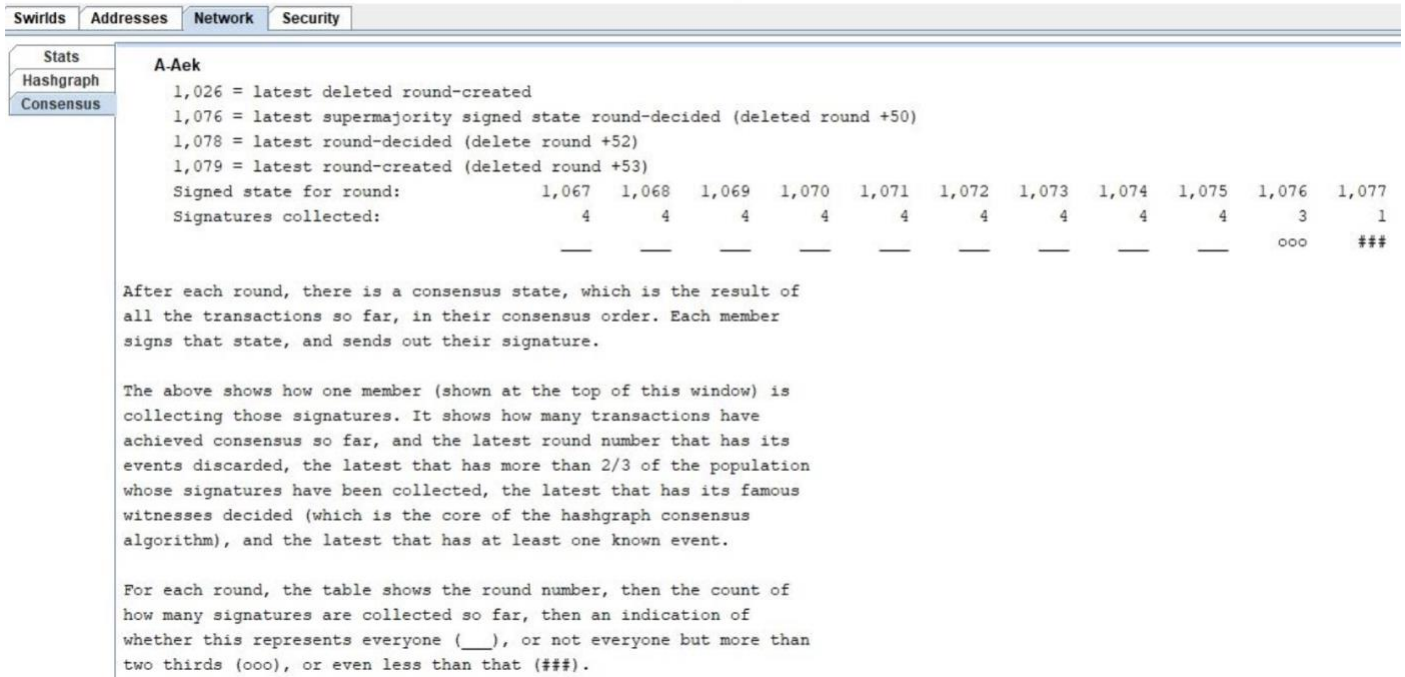 Swirlds Addresses Network Security
Stats
Hashgraph
Consensus
A-Aek
1,026 = latest deleted round-created
1,076 = latest supermajority signed state round-decided (deleted round +50)
1,078 = latest round-decided (delete round +52)
1,079 = latest round-created (deleted round +53)
Signed state for round: 1,067 1,068 1,069 1,070 1,071 1,072 1,073 1,074 1,075 1,076 1,077
Signatures collected: 4 4 4 4 4 4 4 4 4 3 1
___ ___ ___ ___ ___ ___ ___ ___ ___ ooo ###
After each round, there is a consensus state, which is the result of
all the transactions so far, in their consensus order. Each member
signs that state, and sends out their signature.
The above shows how one member (shown at the top of this window) is
collecting those signatures. It shows how many transactions have
achieved consensus so far, and the latest round number that has its
events discarded, the latest that has more than 2/3 of the population
whose signatures have been collected, the latest that has its famous
witnesses decided (which is the core of the hashgraph consensus
algorithm), and the latest that has at least one known event.
For each round, the table shows the round number, then the count of
how many signatures are collected so far, then an indication of
whether this represents everyone (___), or not everyone but more than
two thirds (ooo), or even less than that (###).